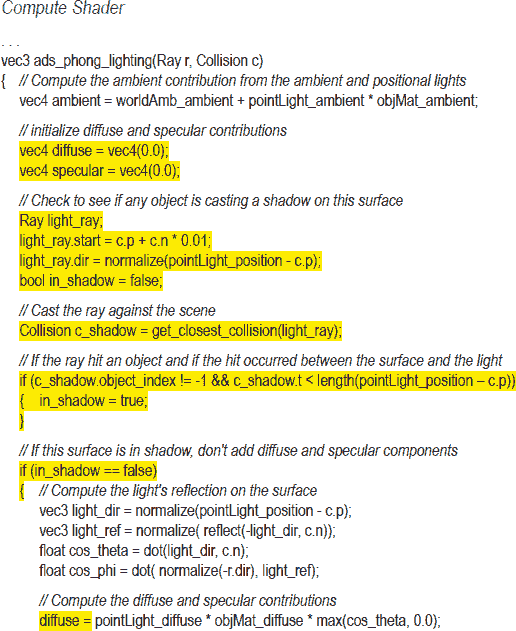 Compute Shader
. . .
vec3 ads_phong_lighting(Ray r, Collision c)
{ // Compute the ambient contribution from the ambient and positional lights
vec4 ambient = worldAmb_ambient + pointLight_ambient * objMat_ambient;
// initialize diffuse and specular contributions
vec4 diffuse = vec4(0.0);
vec4 specular = vec4(0.0);
// Check to see if any object is casting a shadow on this surface
Ray light_ray;
light_ray.start = c.p + c.n * 0.01;
light_ray.dir = normalize(pointLight_position - c.p);
bool in_shadow = false;
// Cast the ray against the scene
Collision c_shadow = get_closest_collision(light_ray);
// If the ray hit an object and if the hit occurred between the surface and the light
if (c_shadow.object_index != -1 && c_shadow.t < length(pointLight_position – c.p))
{ in_shadow = true;
}
// If this surface is in shadow, don't add diffuse and specular components
if (in_shadow == false)
{ // Compute the light's reflection on the surface
vec3 light_dir = normalize(pointLight_position - c.p);
vec3 light_ref = normalize( reflect(-light_dir, c.n));
float cos_theta = dot(light_dir, c.n);
float cos_phi = dot( normalize(-r.dir), light_ref);
// Compute the diffuse and specular contributions
diffuse = pointLight_diffuse * objMat_diffuse * max(cos_theta, 0.0);